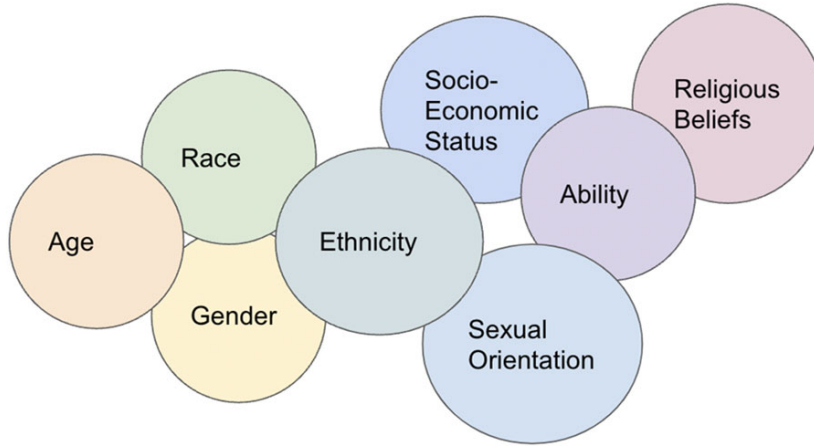 Socio-
Economic
Status
Religious
Beliefs
Race
Ability
Age
Ethnicity
Gender
Sexual
Orientation